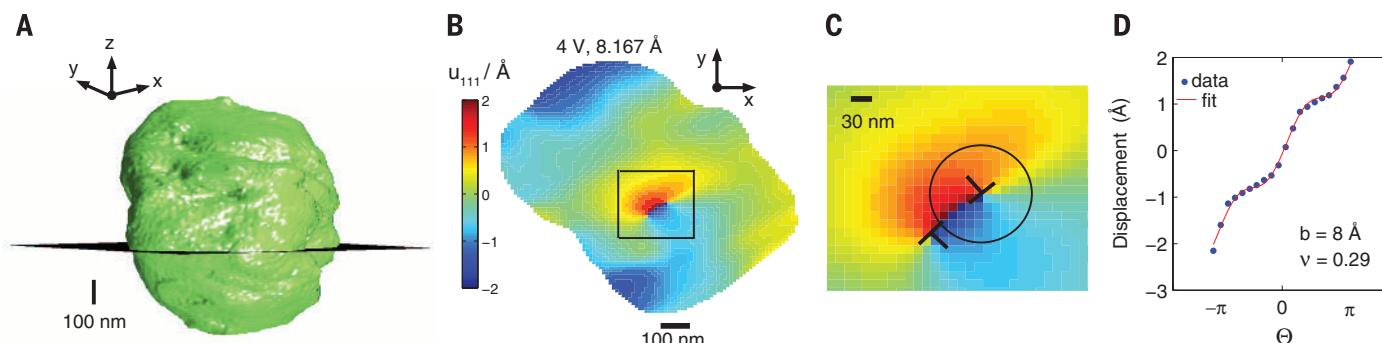 A
z
y
x
100 nm
B
4 V, 8.167 Å
u111 / Å
2
1
0
−1
−2
y
x
100 nm
C
30 nm
D
Displacement (Å)
2
1
0
−1
−2
−3
data
fit
b = 8 Å
ν = 0.29
−π
0
π
Θ